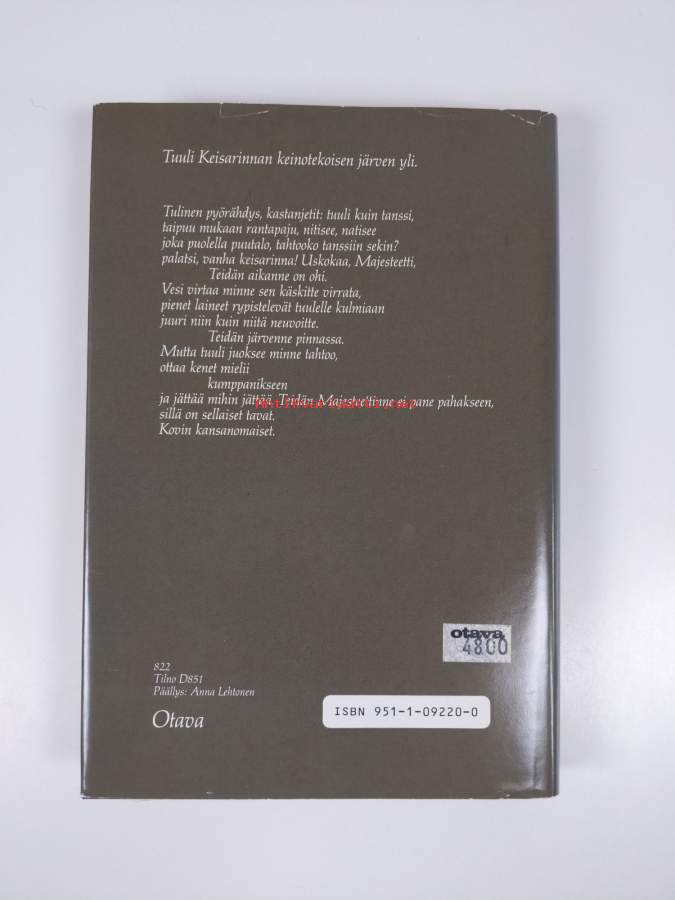 Tuuli Keisarinnan keinotekoisen järven yli.
Tulinen pyörähdys, kastanjetit: tuuli kuin tanssi,
taipuu mukaan rantapaju, nitisee, natisee
joka puolella puutalo, tahtooko tanssiin sekin?
palatsi, vanha keisarinna! Uskokaa, Majesteetti,
Teidän aikanne on ohi.
Vesi virtaa minne sen käskitte virrata,
pienet laineet rypistelevät tuulelle kulmiaan
juuri niin kuin niitä neuvoitte.
Teidän järvenne pinnassa.
Mutta tuuli juoksee minne tahtoo,
ottaa kenet mielii
kumppanikseen
ja jättää mihin jättää. Teidän Majesteettinne ei pane pahakseen,
sillä on sellaiset tavat.
Kovin kansanomaiset.
otava
4800
822
Tilno D851
Päällys: Anna Lehtonen
Otava
ISBN 951-1-09220-0